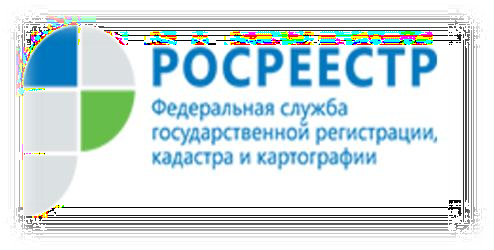 РОСРЕЕСТР
Федеральная служба
государственной регистрации,
кадастра и картографии